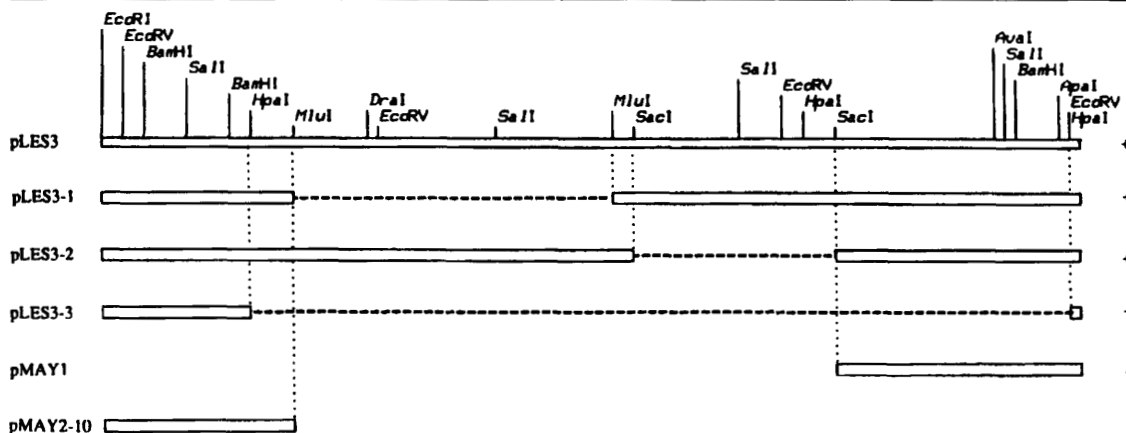 EcoRI
EcoRV
BamHI
SalI
BamHI
HpaI
MluI
DraI
EcoRV
SalI
MluI
SacI
SalI
EcoRV
HpaI
SacI
AvaI
SalI
BamHI
ApaI
EcoRV
HpaI
pLES3
pLES3-1
pLES3-2
pLES3-3
pMAY1
pMAY2-10